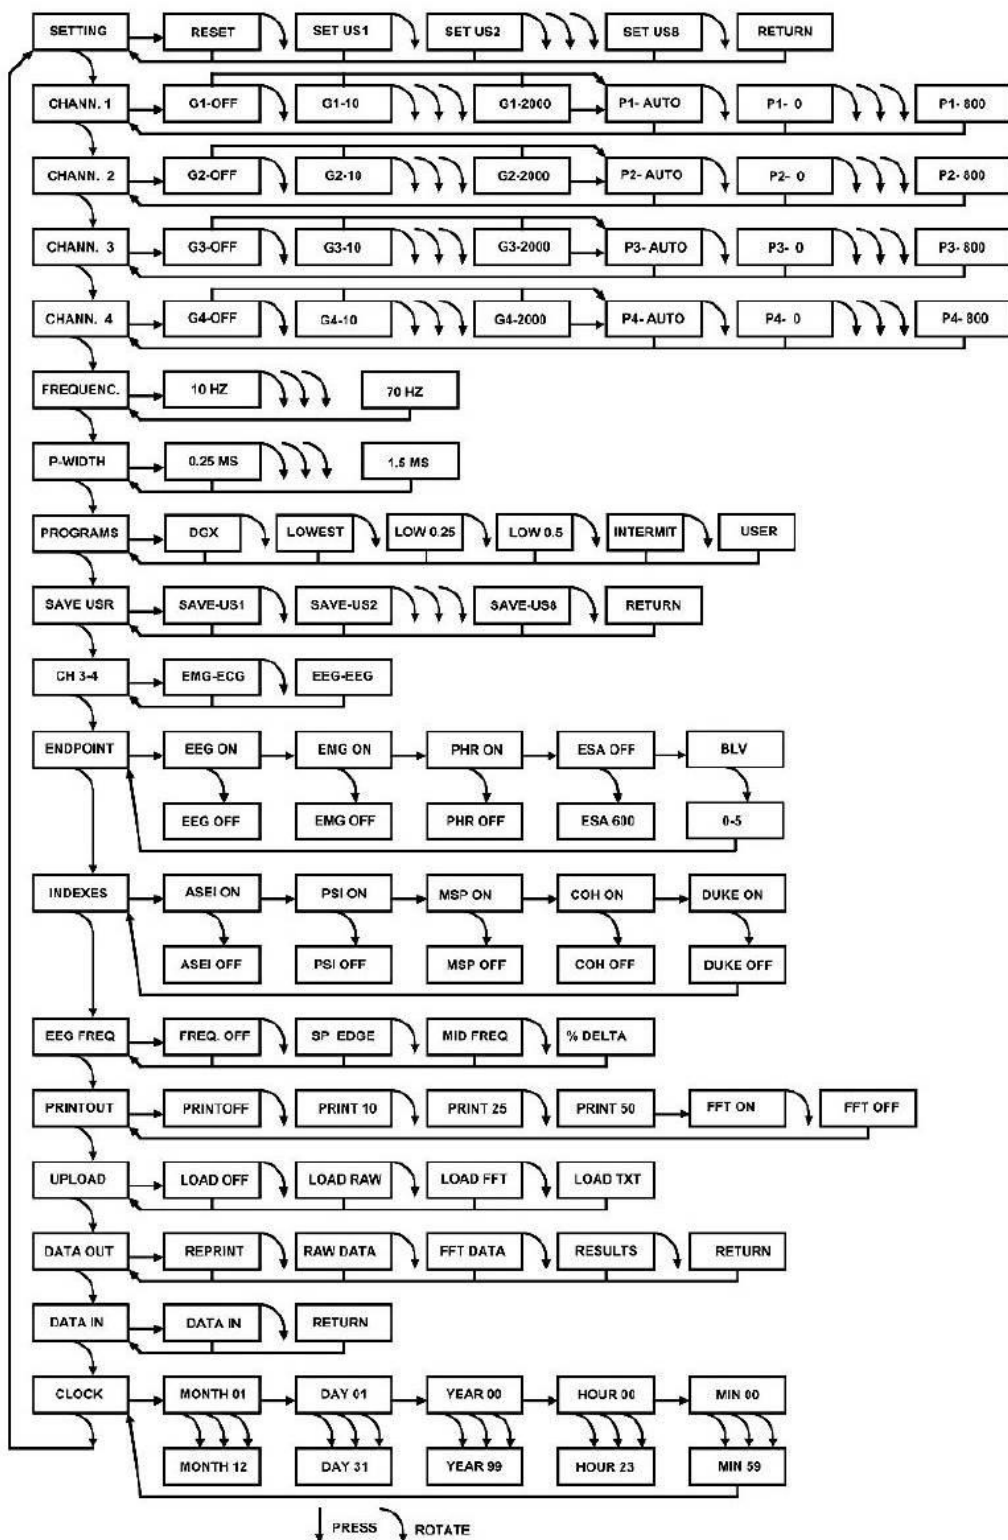 SETTING RESET SET US1 SET US2 SET US8 RETURN
CHANN. 1 G1-OFF G1-10 G1-2000 P1- AUTO P1- 0 P1- 800
CHANN. 2 G2-OFF G2-10 G2-2000 P2- AUTO P2- 0 P2- 800
CHANN. 3 G3-OFF G3-10 G3-2000 P3- AUTO P3- 0 P3- 800
CHANN. 4 G4-OFF G4-10 G4-2000 P4- AUTO P4- 0 P4- 800
FREQUENC. 10 HZ 70 HZ
P-WIDTH 0.25 MS 1.5 MS
PROGRAMS DGX LOWEST LOW 0.25 LOW 0.5 INTERMIT USER
SAVE USR SAVE-US1 SAVE-US2 SAVE-US8 RETURN
CH 3-4 EMG-ECG EEG-EEG
ENDPOINT EEG ON EMG ON PHR ON ESA OFF BLV
EEG OFF EMG OFF PHR OFF ESA 600 0-5
INDEXES ASEI ON PSI ON MSP ON COH ON DUKE ON
ASEI OFF PSI OFF MSP OFF COH OFF DUKE OFF
EEG FREQ FREQ. OFF SP EDGE MID FREQ % DELTA
PRINTOUT PRINTOFF PRINT 10 PRINT 25 PRINT 50 FFT ON FFT OFF
UPLOAD LOAD OFF LOAD RAW LOAD FFT LOAD TXT
DATA OUT REPRINT RAW DATA FFT DATA RESULTS RETURN
DATA IN DATA IN RETURN
CLOCK MONTH 01 DAY 01 YEAR 00 HOUR 00 MIN 00
MONTH 12 DAY 31 YEAR 99 HOUR 23 MIN 59
PRESS ROTATE